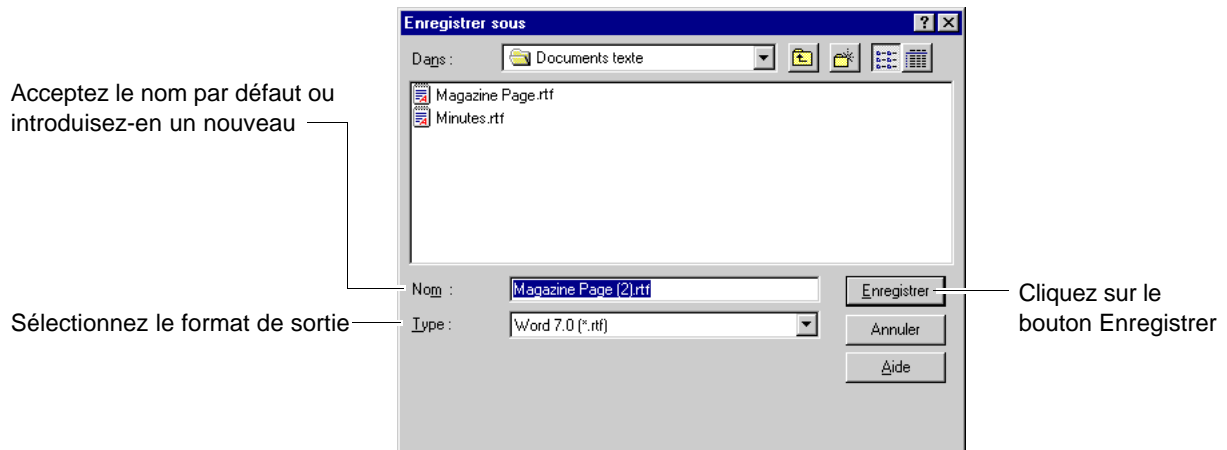 Enregistrer sous
Dans :
Documents texte
Magazine Page.rtf
Minutes.rtf
Acceptez le nom par défaut ou
introduisez-en un nouveau
Nom :
Magazine Page (2).rtf
Enregistrer
Cliquez sur le
bouton Enregistrer
Sélectionnez le format de sortie
Type :
Word 7.0 (*.rtf)
Annuler
Aide